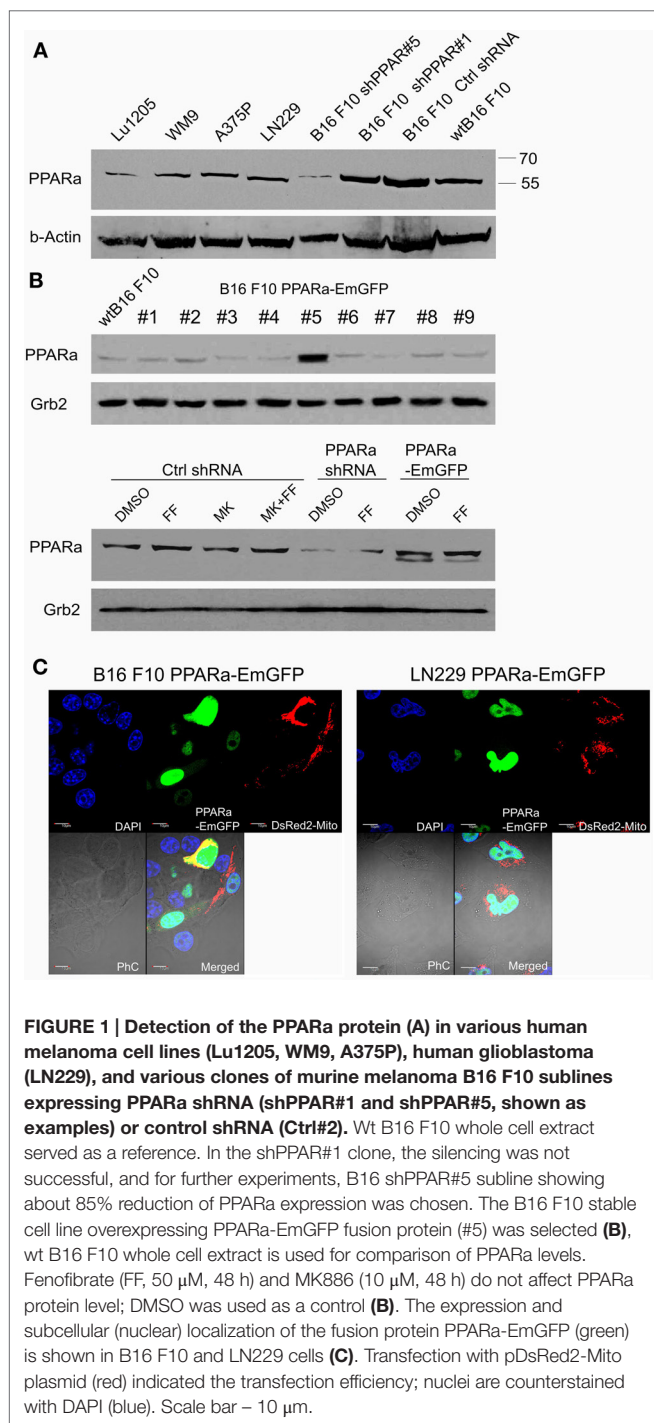 A
Lu1205
WM9
A375P
LN229
B16 F10 shPPAR#5
B16 F10 shPPAR#1
B16 F10 Ctrl shRNA
wtB16 F10
PPARa
70
55
b-Actin
B
wtB16 F10
B16 F10 PPARa-EmGFP
#1 #2 #3 #4 #5 #6 #7 #8 #9
PPARa
Grb2
Ctrl shRNA
PPARa
shRNA
PPARa
-EmGFP
DMSO
FF
MK
MK+FF
DMSO
FF
DMSO
FF
PPARa
Grb2
C
B16 F10 PPARa-EmGFP
LN229 PPARa-EmGFP
DAPI
PPARa
-EmGFP
DsRed2-Mito
PhC
Merged
DAPI
PPARa
-EmGFP
DsRed2-Mito
PhC
Merged
FIGURE 1 | Detection of the PPARa protein (A) in various human
melanoma cell lines (Lu1205, WM9, A375P), human glioblastoma
(LN229), and various clones of murine melanoma B16 F10 sublines
expressing PPARa shRNA (shPPAR#1 and shPPAR#5, shown as
examples) or control shRNA (Ctrl#2). Wt B16 F10 whole cell extract
served as a reference. In the shPPAR#1 clone, the silencing was not
successful, and for further experiments, B16 shPPAR#5 subline showing
about 85% reduction of PPARa expression was chosen. The B16 F10 stable
cell line overexpressing PPARa-EmGFP fusion protein (#5) was selected (B),
wt B16 F10 whole cell extract is used for comparison of PPARa levels.
Fenofibrate (FF, 50 μM, 48 h) and MK886 (10 μM, 48 h) do not affect PPARa
protein level; DMSO was used as a control (B). The expression and
subcellular (nuclear) localization of the fusion protein PPARa-EmGFP (green)
is shown in B16 F10 and LN229 cells (C). Transfection with pDsRed2-Mito
plasmid (red) indicated the transfection efficiency; nuclei are counterstained
with DAPI (blue). Scale bar – 10 μm.